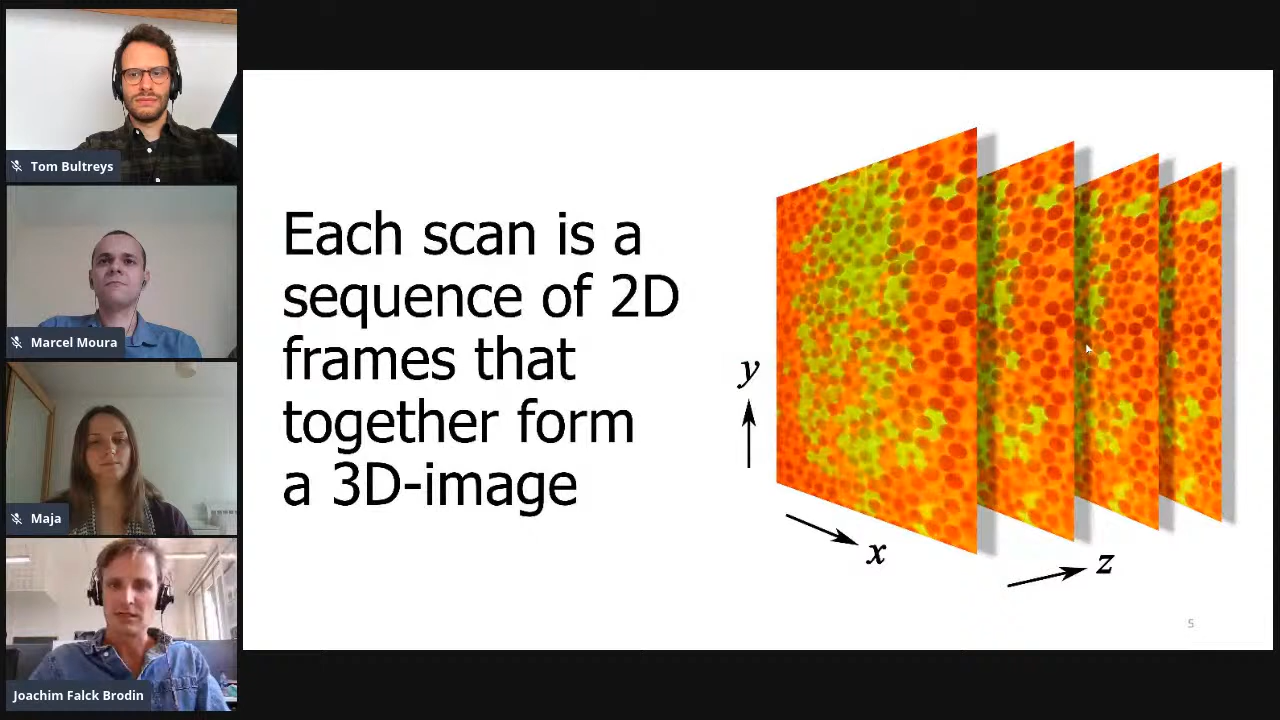 Tom Bultreys
Marcel Moura
Maja
Joachim Falck Brodin
Each scan is a
sequence of 2D
frames that
together form
a 3D-image
y
x
z
5